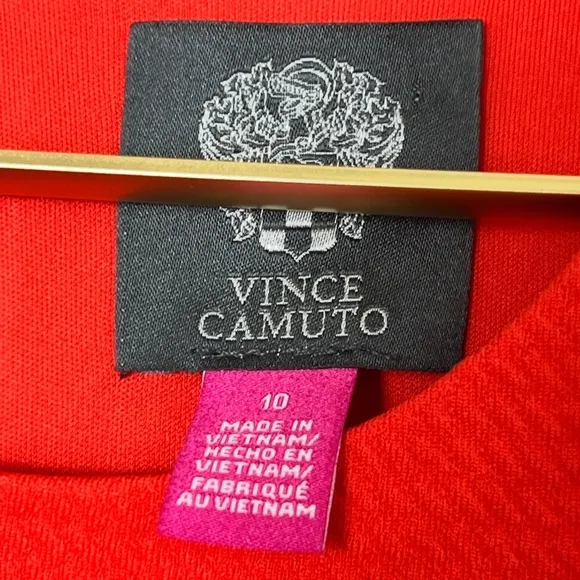 VINCE
CAMUTO
10
MADE IN
VIETNAM/
HECHO EN
VIETNAM/
FABRIQUÉ
AU VIETNAM